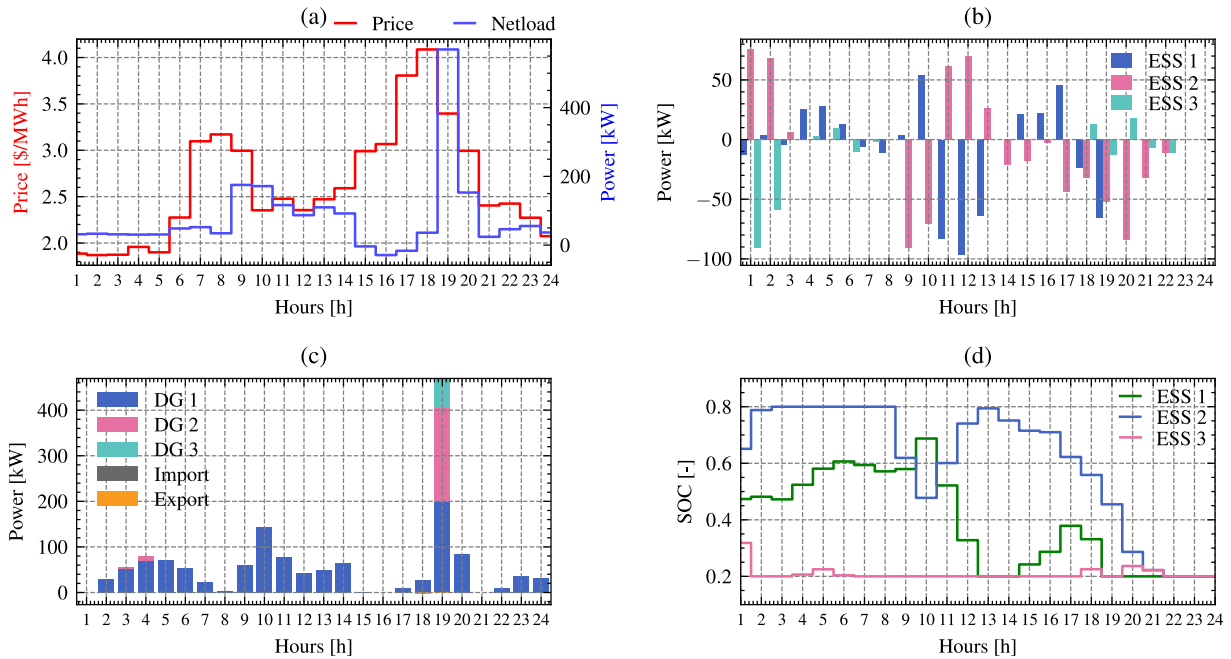 (a)
Price Netload
4.0
3.5
3.0
2.5
2.0
Price [$/MWh]
400
200
0
Power [kW]
1 2 3 4 5 6 7 8 9 10 11 12 13 14 15 16 17 18 19 20 21 22 23 24
Hours [h]
(b)
ESS 1
ESS 2
ESS 3
50
0
−50
−100
Power [kW]
1 2 3 4 5 6 7 8 9 10 11 12 13 14 15 16 17 18 19 20 21 22 23 24
Hours [h]
(c)
DG 1
DG 2
DG 3
Import
Export
400
300
200
100
0
Power [kW]
1 2 3 4 5 6 7 8 9 10 11 12 13 14 15 16 17 18 19 20 21 22 23 24
Hours [h]
(d)
ESS 1
ESS 2
ESS 3
0.8
0.6
0.4
0.2
SOC [-]
1 2 3 4 5 6 7 8 9 10 11 12 13 14 15 16 17 18 19 20 21 22 23 24
Hours [h]